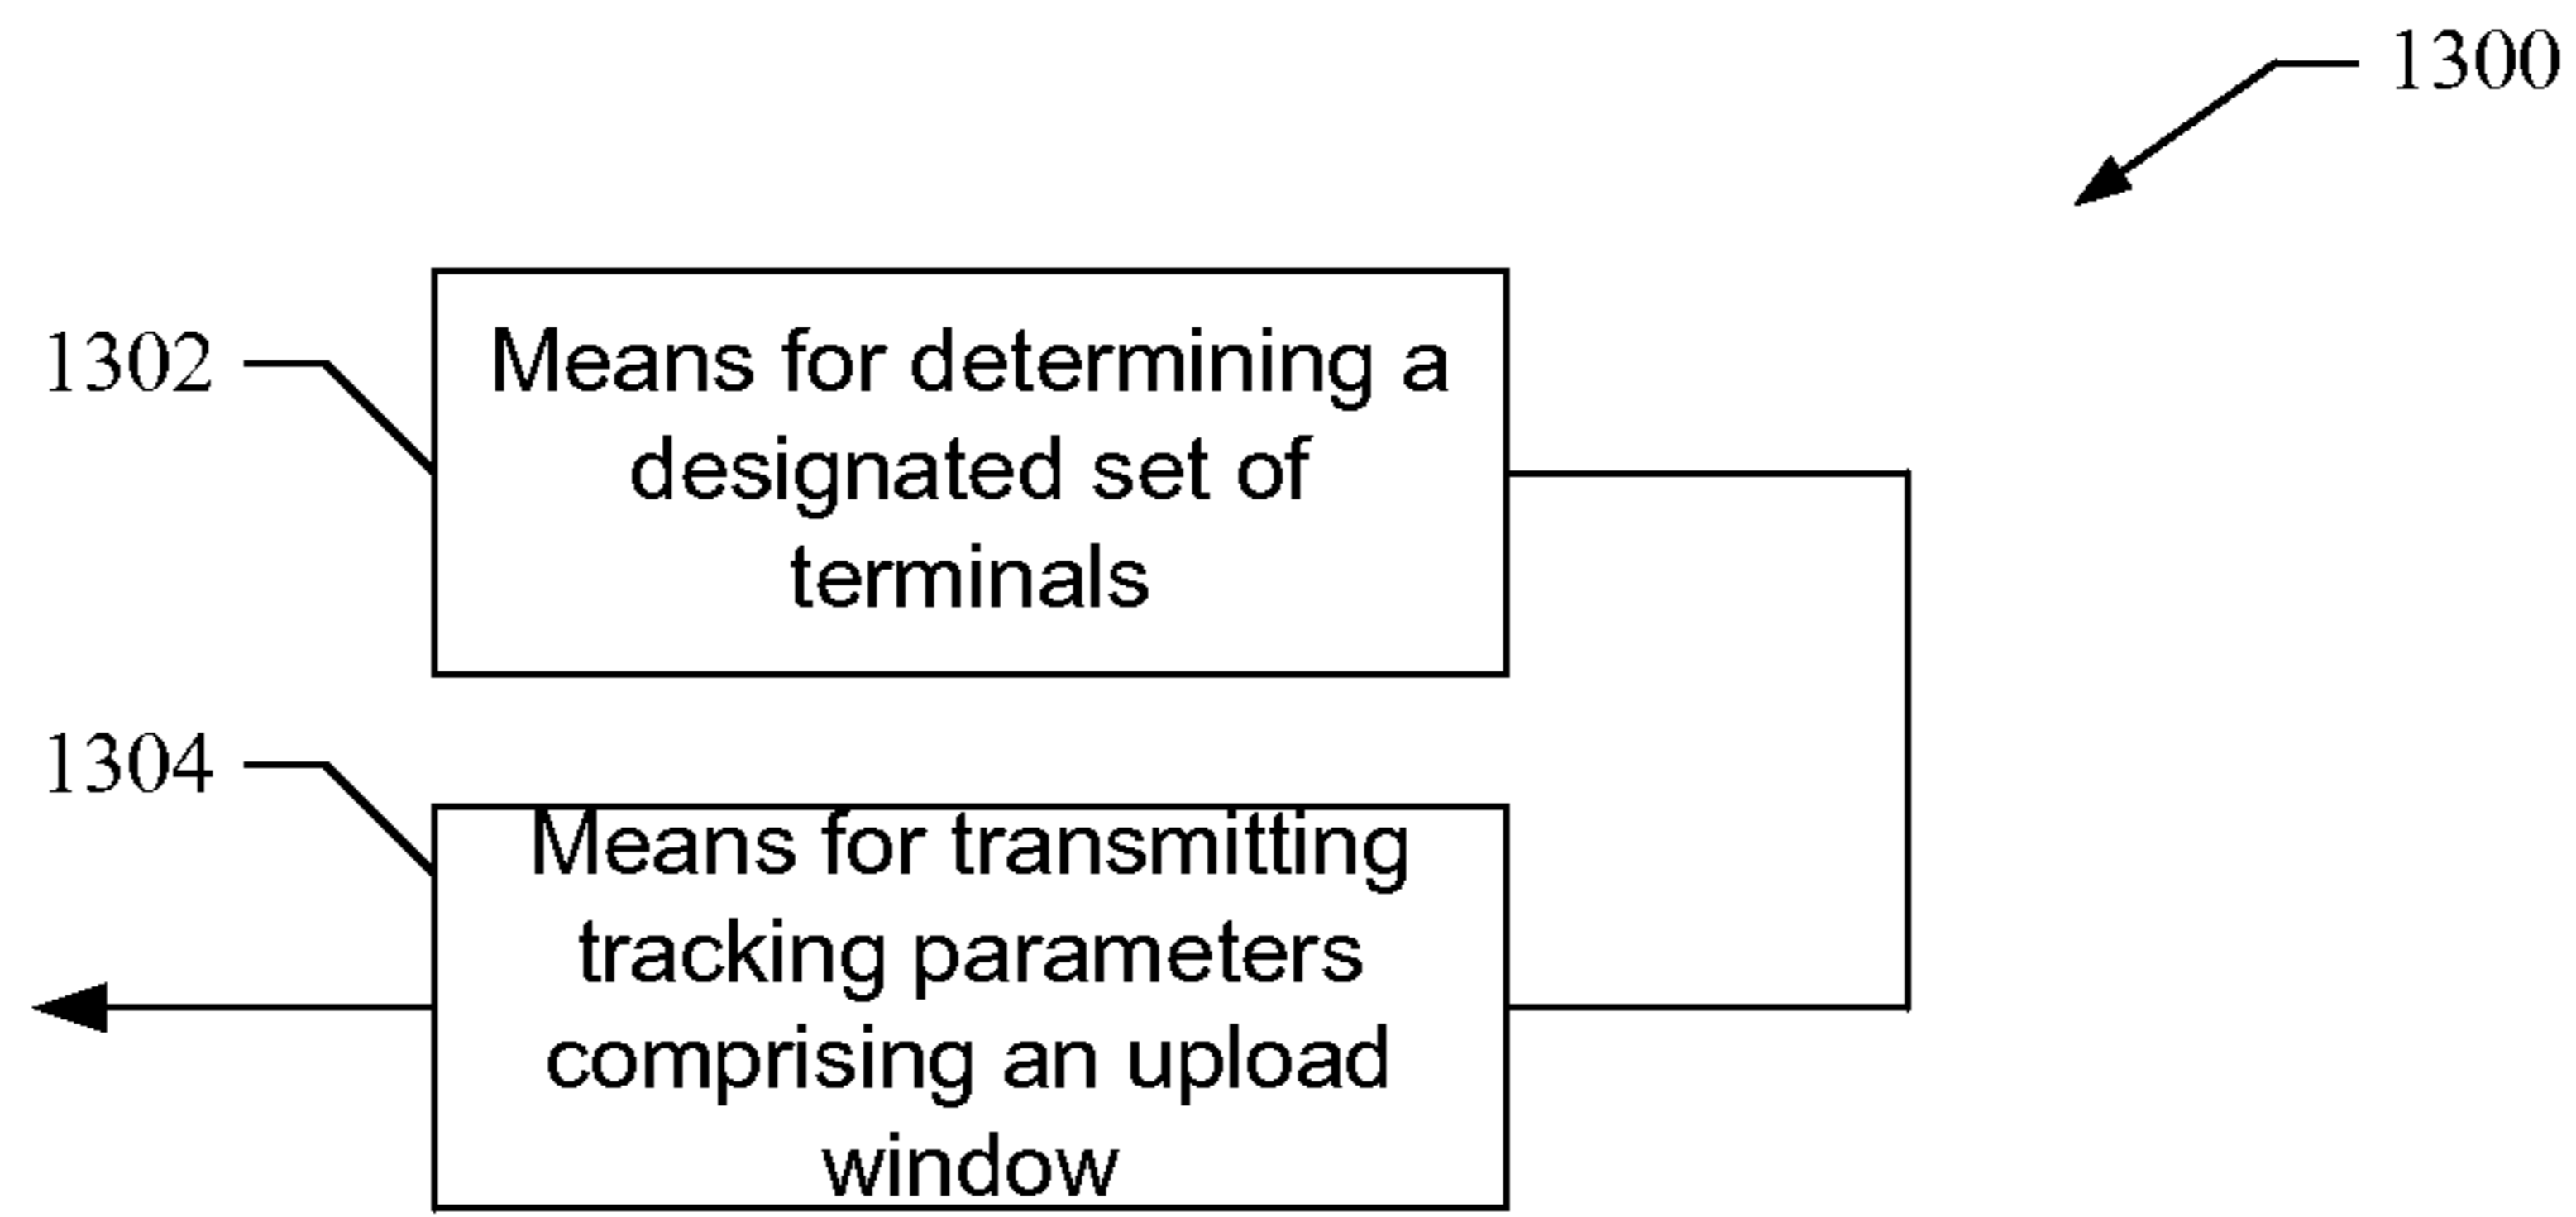 1300
1302
Means for determining a
designated set of
terminals
1304
Means for transmitting
tracking parameters
comprising an upload
window